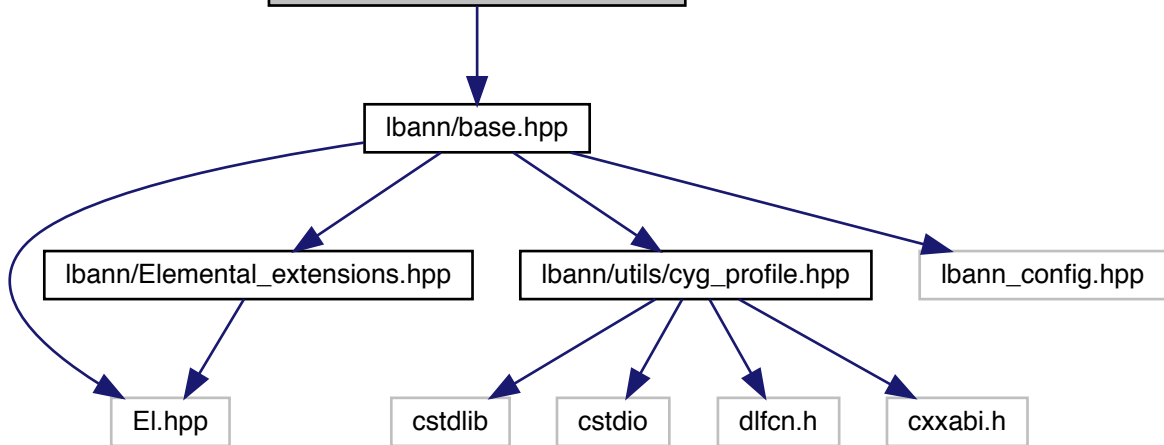 lbann/base.hpp
lbann/Elemental_extensions.hpp
lbann/utils/cyg_profile.hpp
lbann_config.hpp
El.hpp
cstdlib
cstdio
dlfcn.h
cxxabi.h